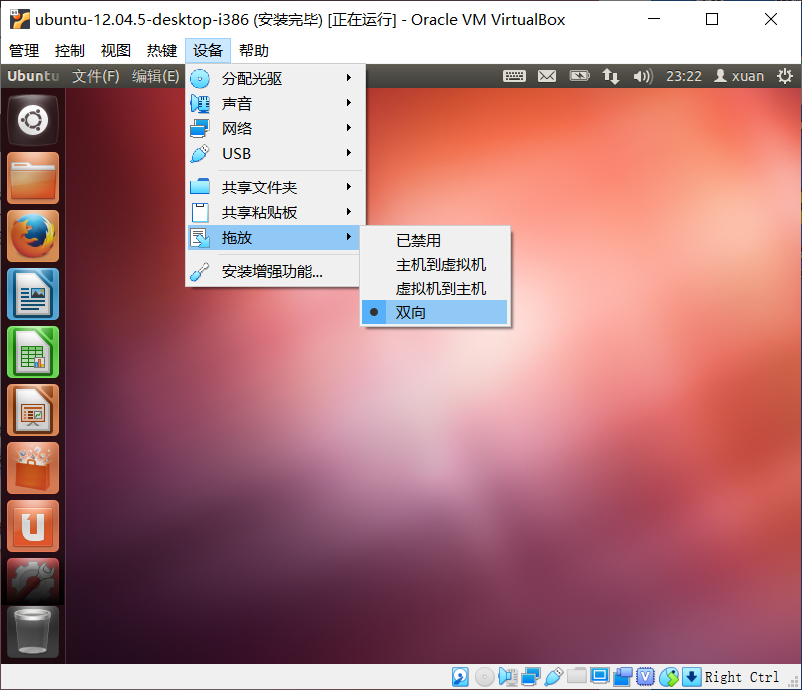 ubuntu-12.04.5-desktop-i386 (安装完毕) [正在运行] - Oracle VM VirtualBox
管理 控制 视图 热键 设备 帮助
Ubuntu 文件(F) 编辑(E) 23:22 xuan
分配光驱
声音
网络
USB
共享文件夹
共享粘贴板
拖放
安装增强功能...
已禁用
主机到虚拟机
虚拟机到主机
双向
Right Ctrl